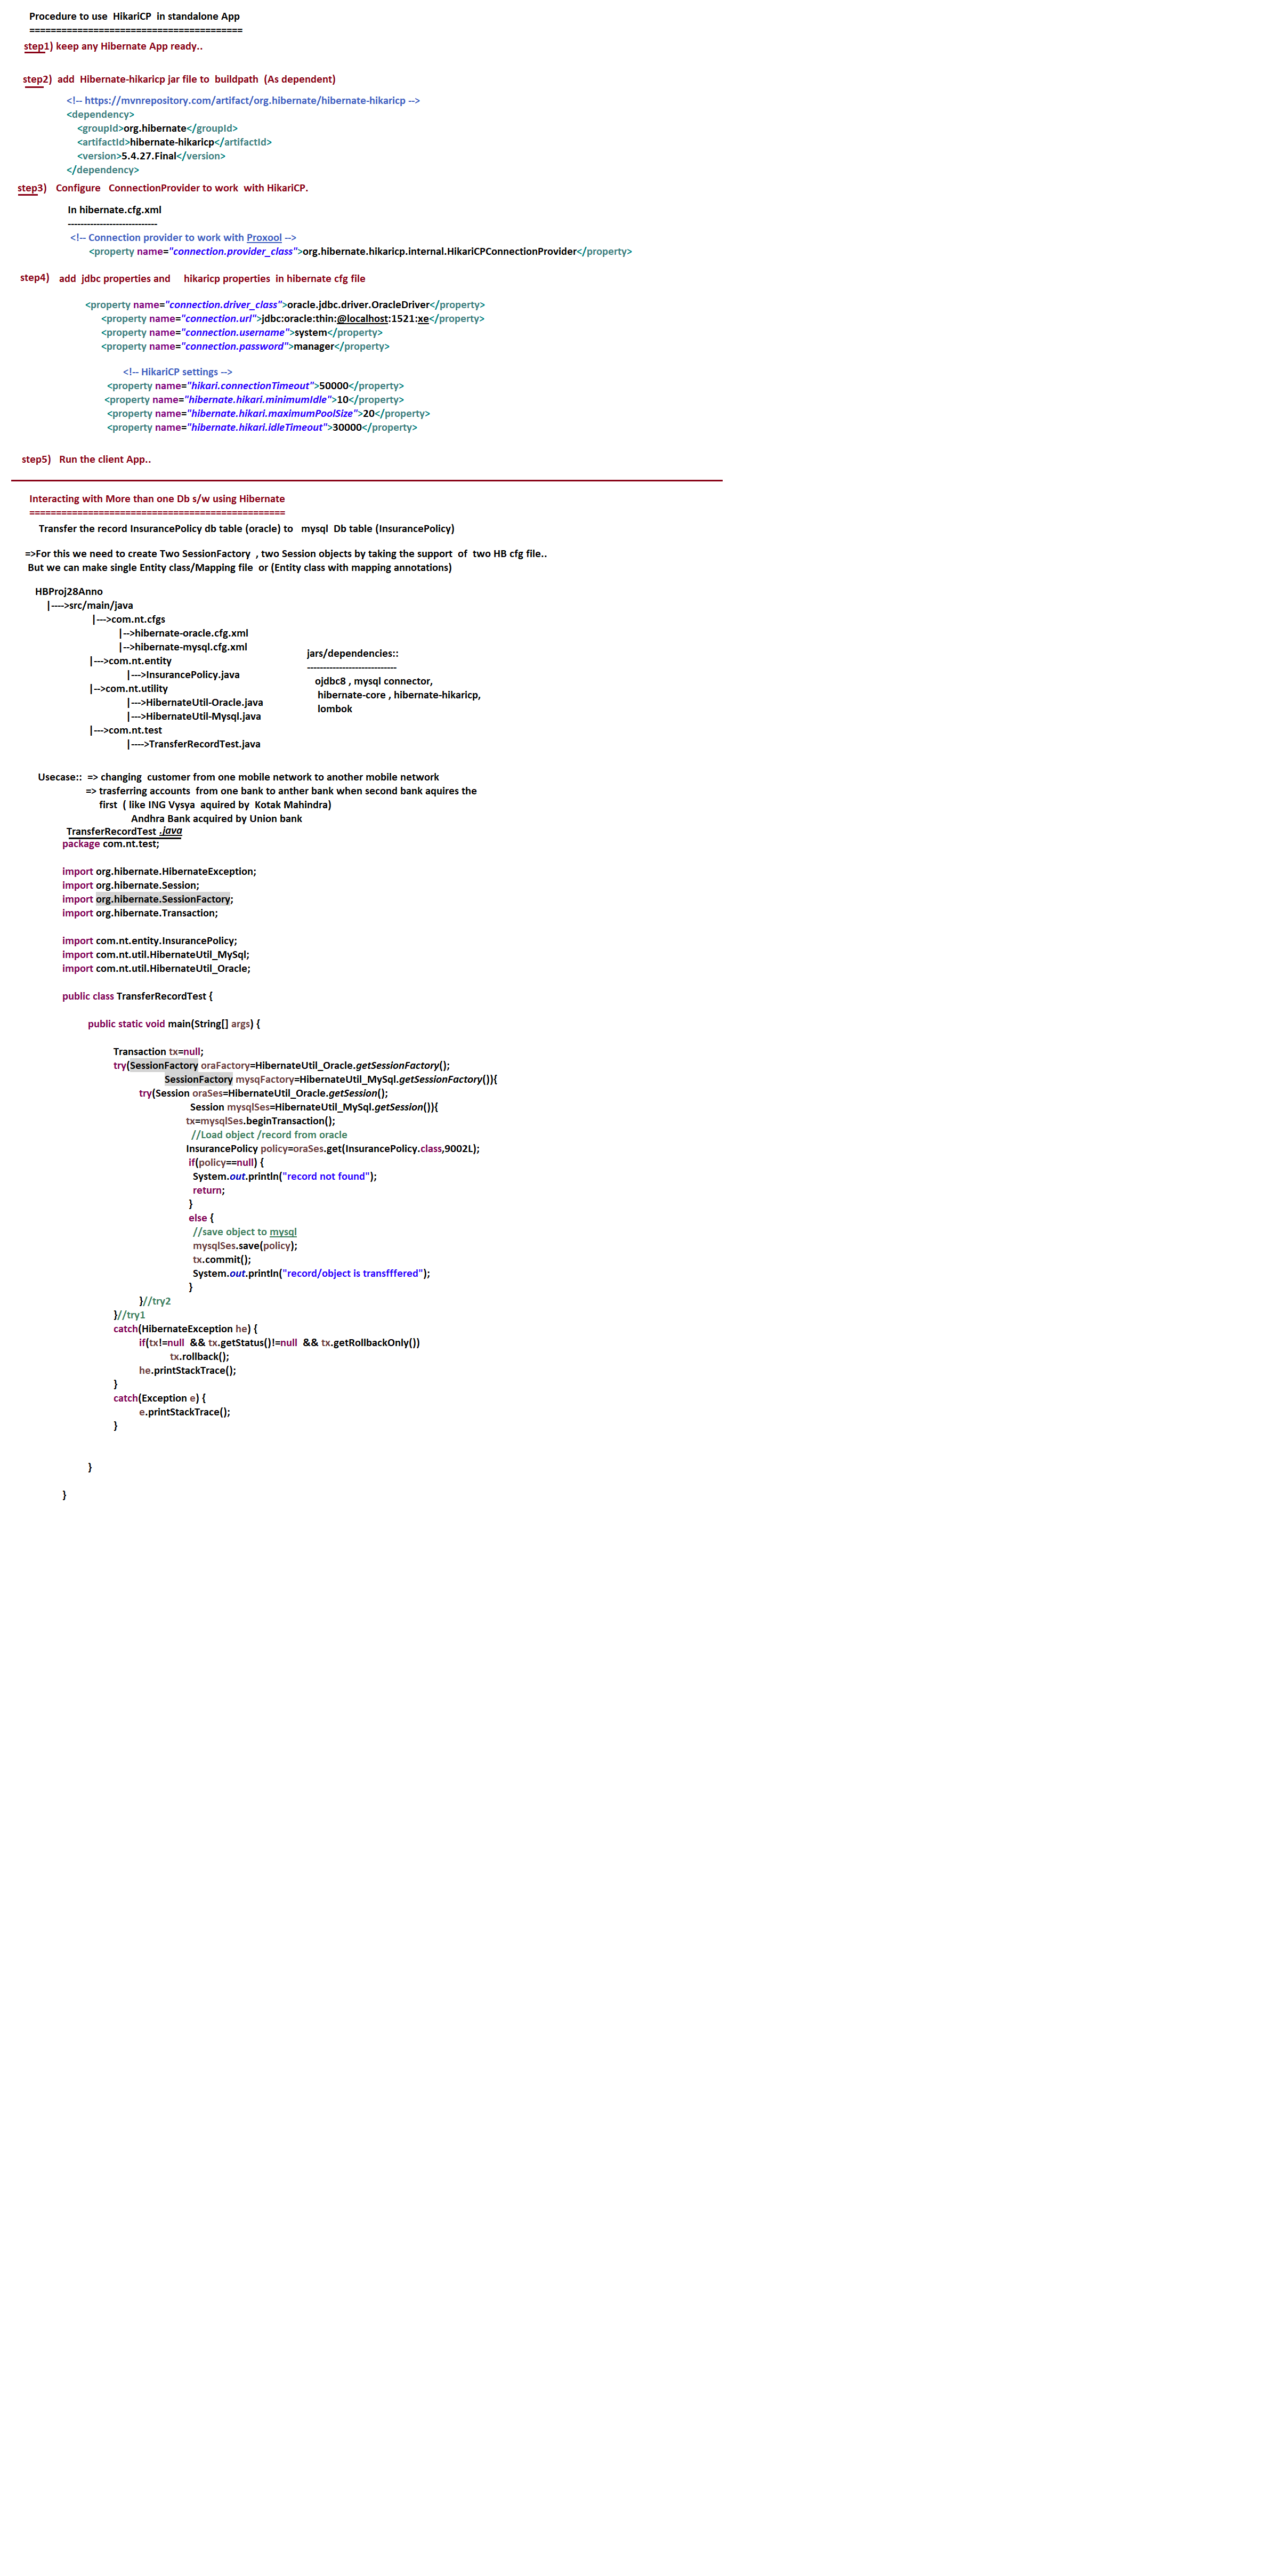 Procedure to use  HikariCP  in standalone App
========================================
step1) keep any Hibernate App ready..
step2)  add  Hibernate-hikaricp jar file to  buildpath  (As dependent)
<!-- https://mvnrepository.com/artifact/org.hibernate/hibernate-hikaricp -->
<dependency>
<groupId>org.hibernate</groupId>
<artifactId>hibernate-hikaricp</artifactId>
<version>5.4.27.Final</version>
</dependency>
step3)   Configure   ConnectionProvider to work  with HikariCP.
In hibernate.cfg.xml
----------------------------
<!-- Connection provider to work with Proxool -->
<property name="connection.provider_class">org.hibernate.hikaricp.internal.HikariCPConnectionProvider</property>
step4)   add  jdbc properties and     hikaricp properties  in hibernate cfg file
<property name="connection.driver_class">oracle.jdbc.driver.OracleDriver</property>
<property name="connection.url">jdbc:oracle:thin:@localhost:1521:xe</property>
<property name="connection.username">system</property>
<property name="connection.password">manager</property>
<!-- HikariCP settings -->
<property name="hikari.connectionTimeout">50000</property>
<property name="hibernate.hikari.minimumIdle">10</property>
<property name="hibernate.hikari.maximumPoolSize">20</property>
<property name="hibernate.hikari.idleTimeout">30000</property>
step5)   Run the client App..
Interacting with More than one Db s/w using Hibernate
================================================
Transfer the record InsurancePolicy db table (oracle) to   mysql  Db table (InsurancePolicy)
=>For this we need to create Two SessionFactory  , two Session objects by taking the support  of  two HB cfg file..
But we can make single Entity class/Mapping file  or (Entity class with mapping annotations)
HBProj28Anno
|---->src/main/java
|--->com.nt.cfgs
|-->hibernate-oracle.cfg.xml
|-->hibernate-mysql.cfg.xml
|--->com.nt.entity
|--->InsurancePolicy.java
|-->com.nt.utility
|--->HibernateUtil-Oracle.java
|--->HibernateUtil-Mysql.java
|--->com.nt.test
|---->TransferRecordTest.java
jars/dependencies::
----------------------------
ojdbc8 , mysql connector,
hibernate-core , hibernate-hikaricp,
lombok
Usecase::  => changing  customer from one mobile network to another mobile network
=> trasferring accounts  from one bank to anther bank when second bank aquires the
first  ( like ING Vysya  aquired by  Kotak Mahindra)
Andhra Bank acquired by Union bank
TransferRecordTest .java
package com.nt.test;
import org.hibernate.HibernateException;
import org.hibernate.Session;
import org.hibernate.SessionFactory;
import org.hibernate.Transaction;
import com.nt.entity.InsurancePolicy;
import com.nt.util.HibernateUtil_MySql;
import com.nt.util.HibernateUtil_Oracle;
public class TransferRecordTest {
public static void main(String[] args) {
Transaction tx=null;
try(SessionFactory oraFactory=HibernateUtil_Oracle.getSessionFactory();
SessionFactory mysqFactory=HibernateUtil_MySql.getSessionFactory()){
try(Session oraSes=HibernateUtil_Oracle.getSession();
Session mysqlSes=HibernateUtil_MySql.getSession()){
tx=mysqlSes.beginTransaction();
//Load object /record from oracle
InsurancePolicy policy=oraSes.get(InsurancePolicy.class,9002L);
if(policy==null) {
System.out.println("record not found");
return;
}
else {
//save object to mysql
mysqlSes.save(policy);
tx.commit();
System.out.println("record/object is transfffered");
}
}//try2
}//try1
catch(HibernateException he) {
if(tx!=null  && tx.getStatus()!=null  && tx.getRollbackOnly())
tx.rollback();
he.printStackTrace();
}
catch(Exception e) {
e.printStackTrace();
}
}
}